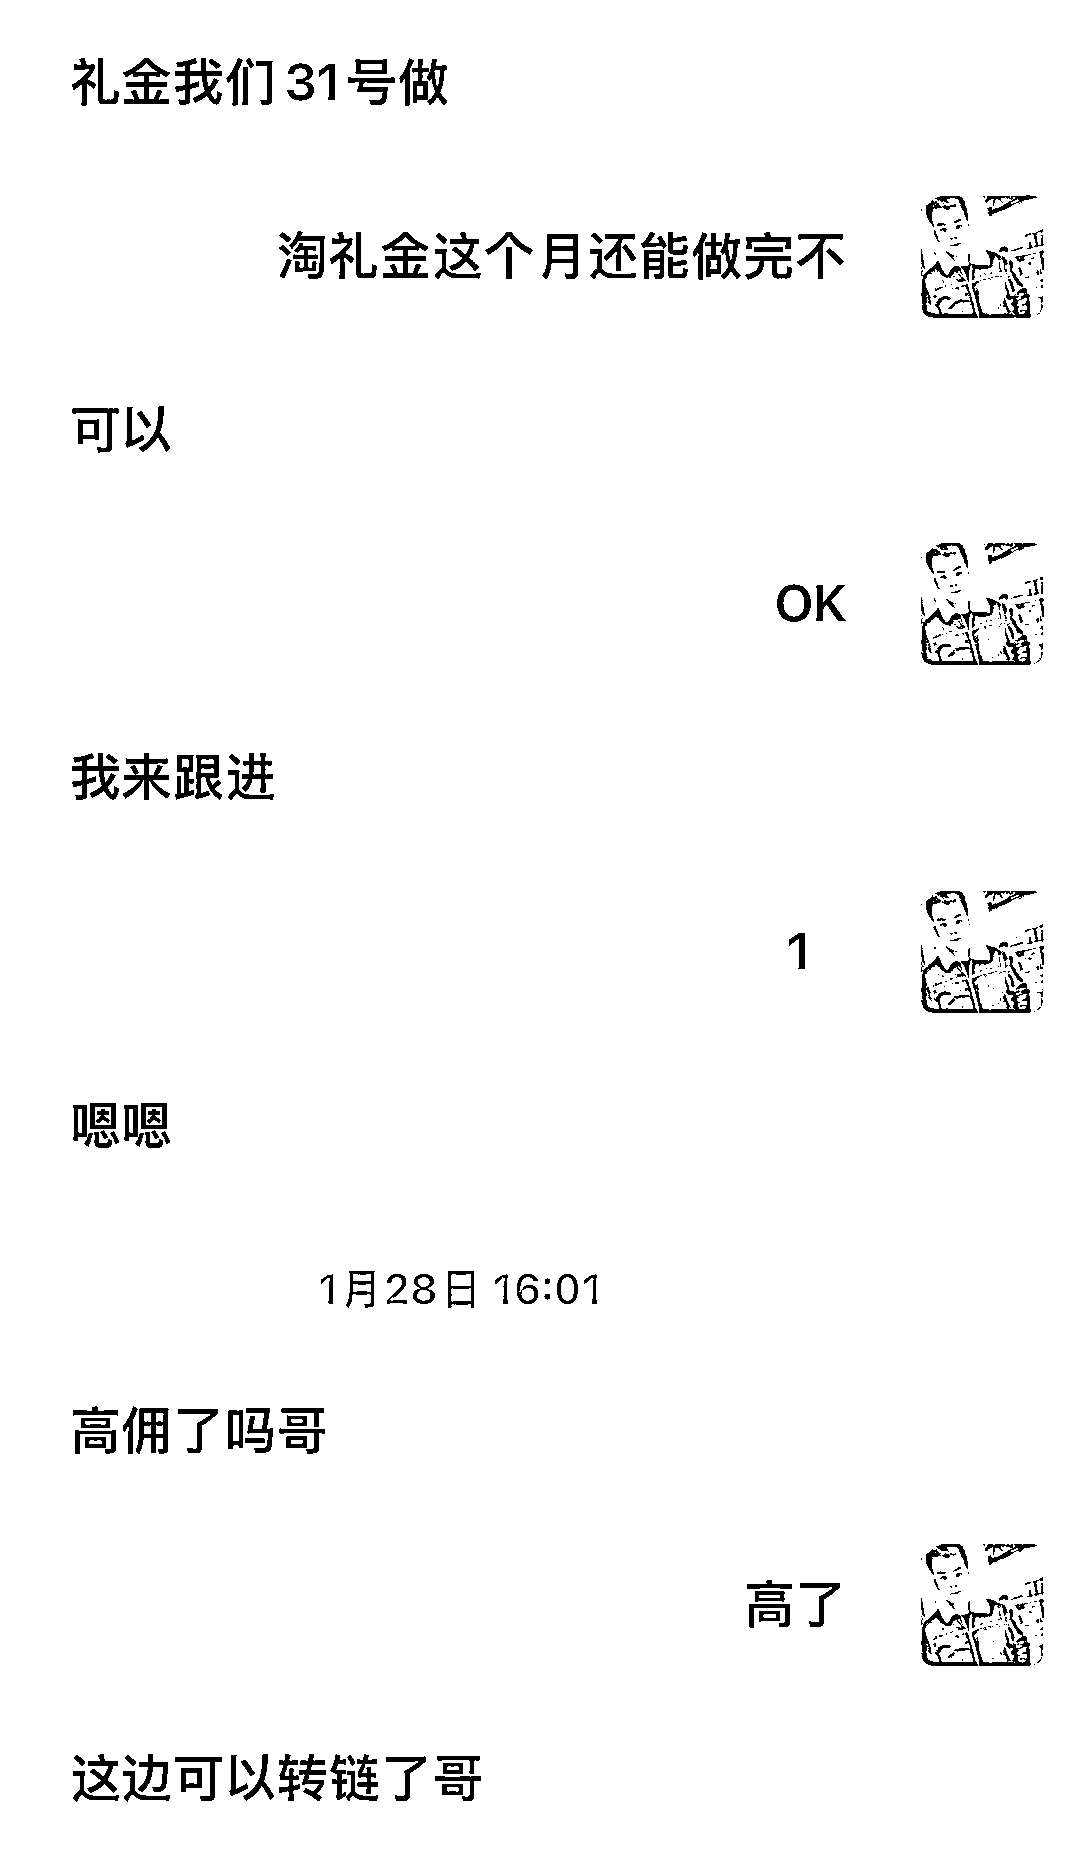 礼金我们31号做
淘礼金这个月还能做完不
可以
OK
我来跟进
1
嗯嗯
1月28日 16:01
高佣了吗哥
高了
这边可以转链了哥